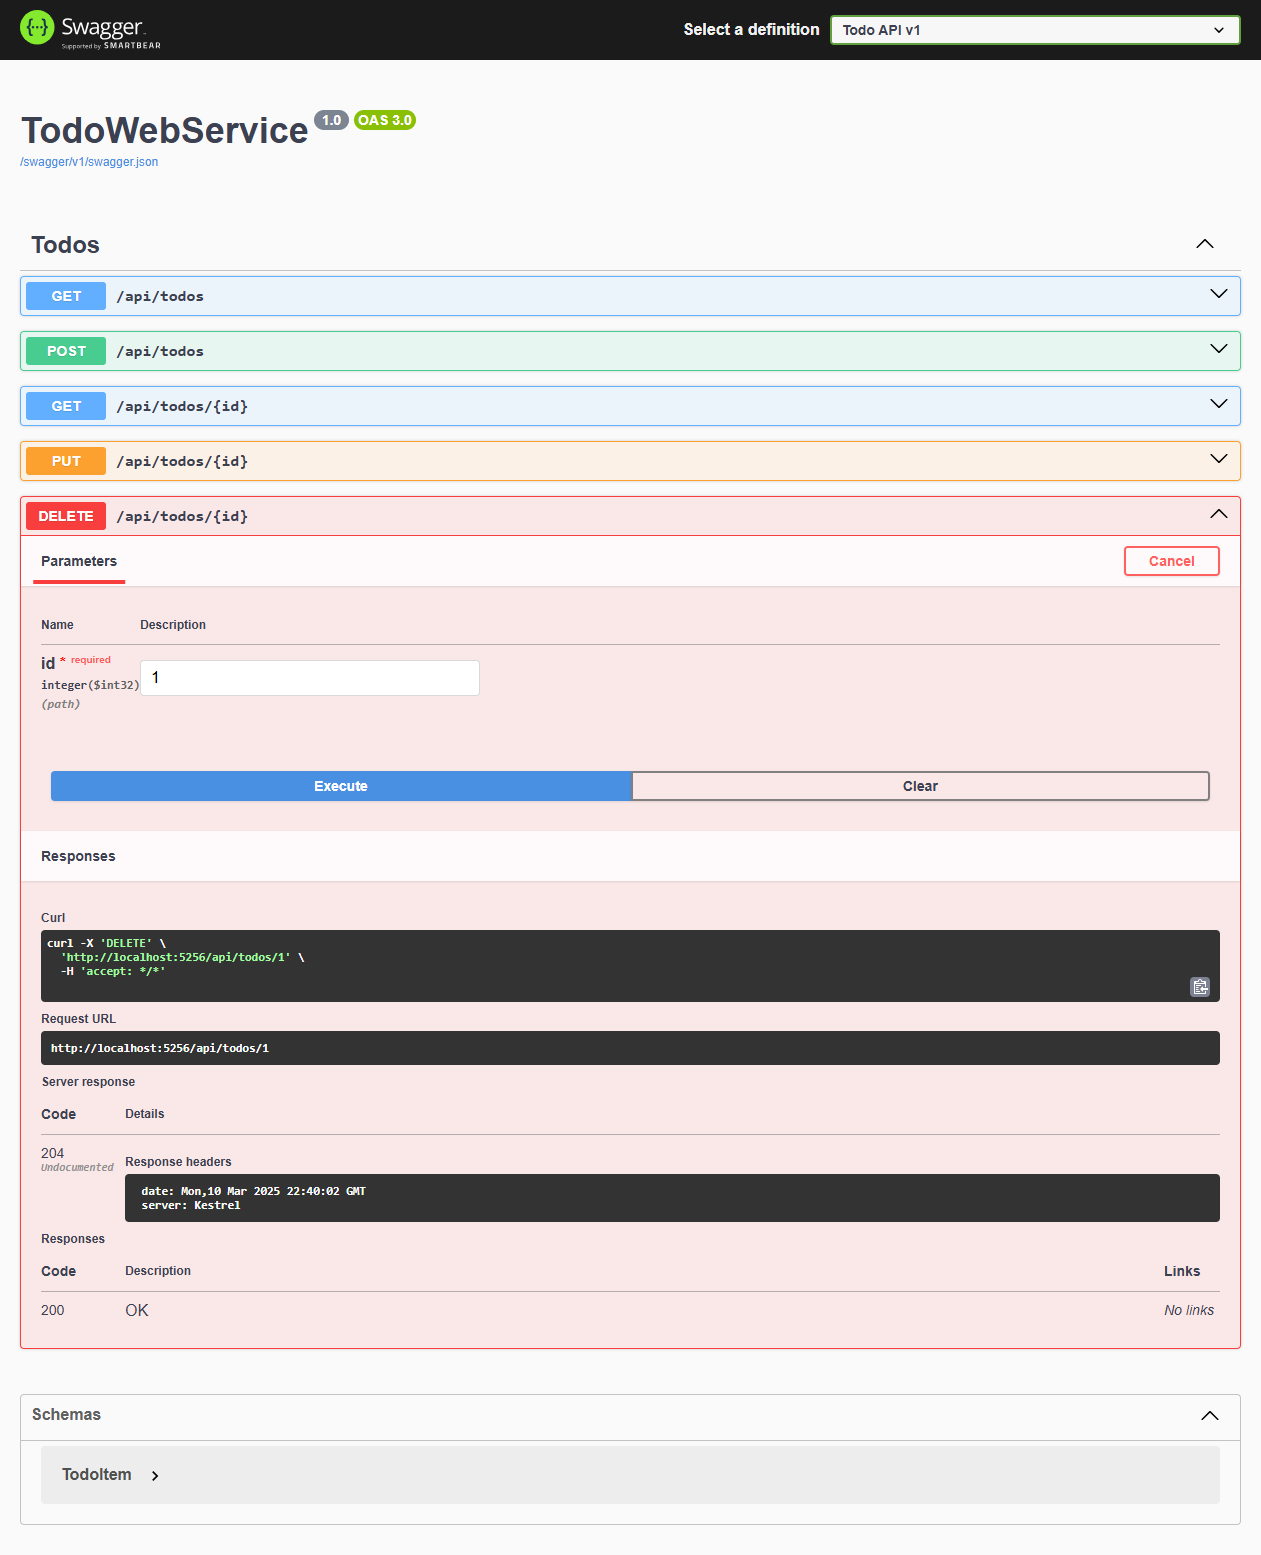 Swagger
Supported by SMARTBEAR
Select a definition
Todo API v1
TodoWebService 1.0 OAS 3.0
/swagger/v1/swagger.json
Todos
GET /api/todos
POST /api/todos
GET /api/todos/{id}
PUT /api/todos/{id}
DELETE /api/todos/{id}
Parameters
Cancel
Name Description
id * required
integer($int32)
(path)
1
Execute
Clear
Responses
Curl
curl -X 'DELETE' \
'http://localhost:5256/api/todos/1' \
-H 'accept: */*'
Request URL
http://localhost:5256/api/todos/1
Server response
Code Details
204
Undocumented
Response headers
date: Mon,10 Mar 2025 22:40:02 GMT
server: Kestrel
Responses
Code Description Links
200 OK No links
Schemas
TodoItem